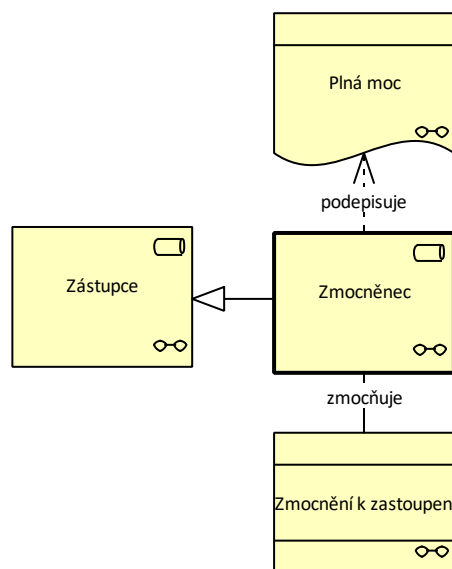 Plná moc
podepisuje
Zástupce
Zmocněnec
zmocňuje
Zmocnění k zastoupen